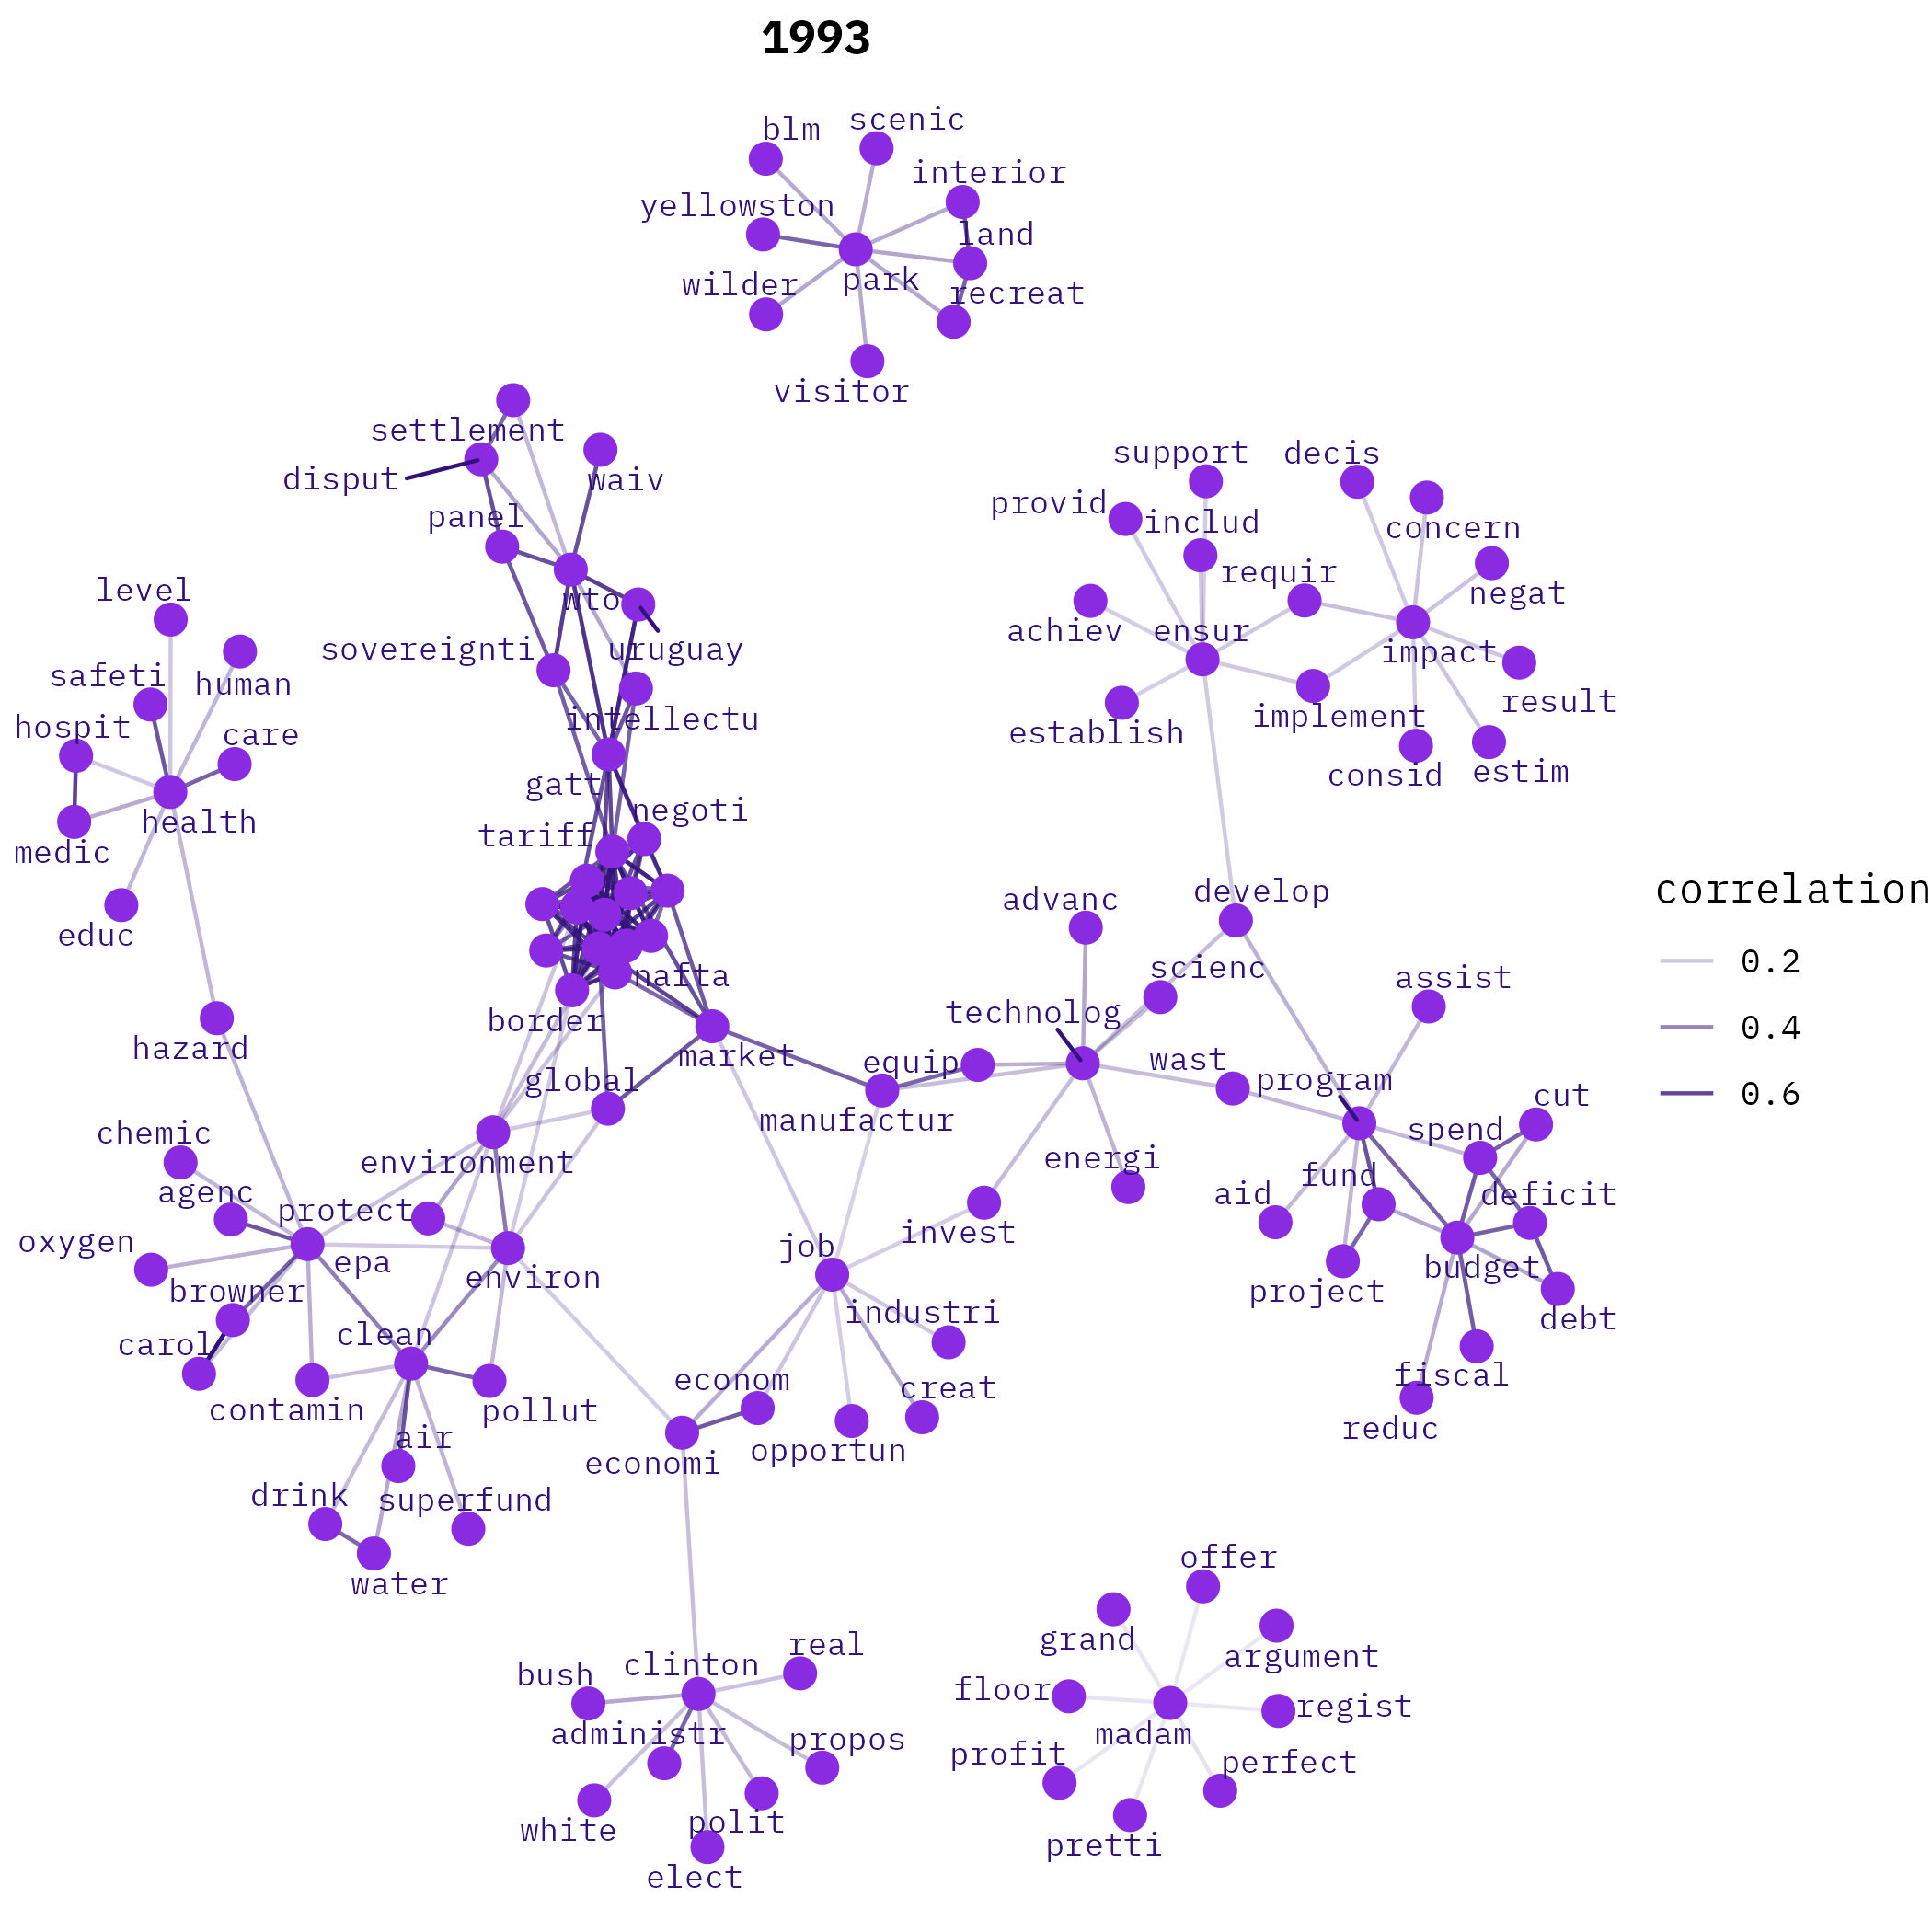 1993
blm
scenic
interior
yellowston
land
wilder
park
recreat
visitor
settlement
disput
waiv
panel
support
decis
provid
includ
concern
requir
level
wto
negat
achiev
ensur
sovereignti
uruguay
impact
safeti
human
result
intellectu
implement
hospit
care
establish
consid
estim
gatt
negoti
health
tariff
medic
develop
advanc
educ
scienc
assist
nafta
technolog
border
hazard
market
equip
wast
program
global
cut
manufactur
chemic
spend
environment
energi
fund
agenc
aid
deficit
protect
invest
oxygen
job
epa
budget
environ
browner
project
industri
debt
clean
carol
econom
creat
fiscal
contamin
pollut
reduc
air
opportun
economi
drink
superfund
water
offer
grand
real
argument
bush
clinton
floor
regist
administr
madam
propos
profit
perfect
polit
white
pretti
elect
correlation
0.2
0.4
0.6